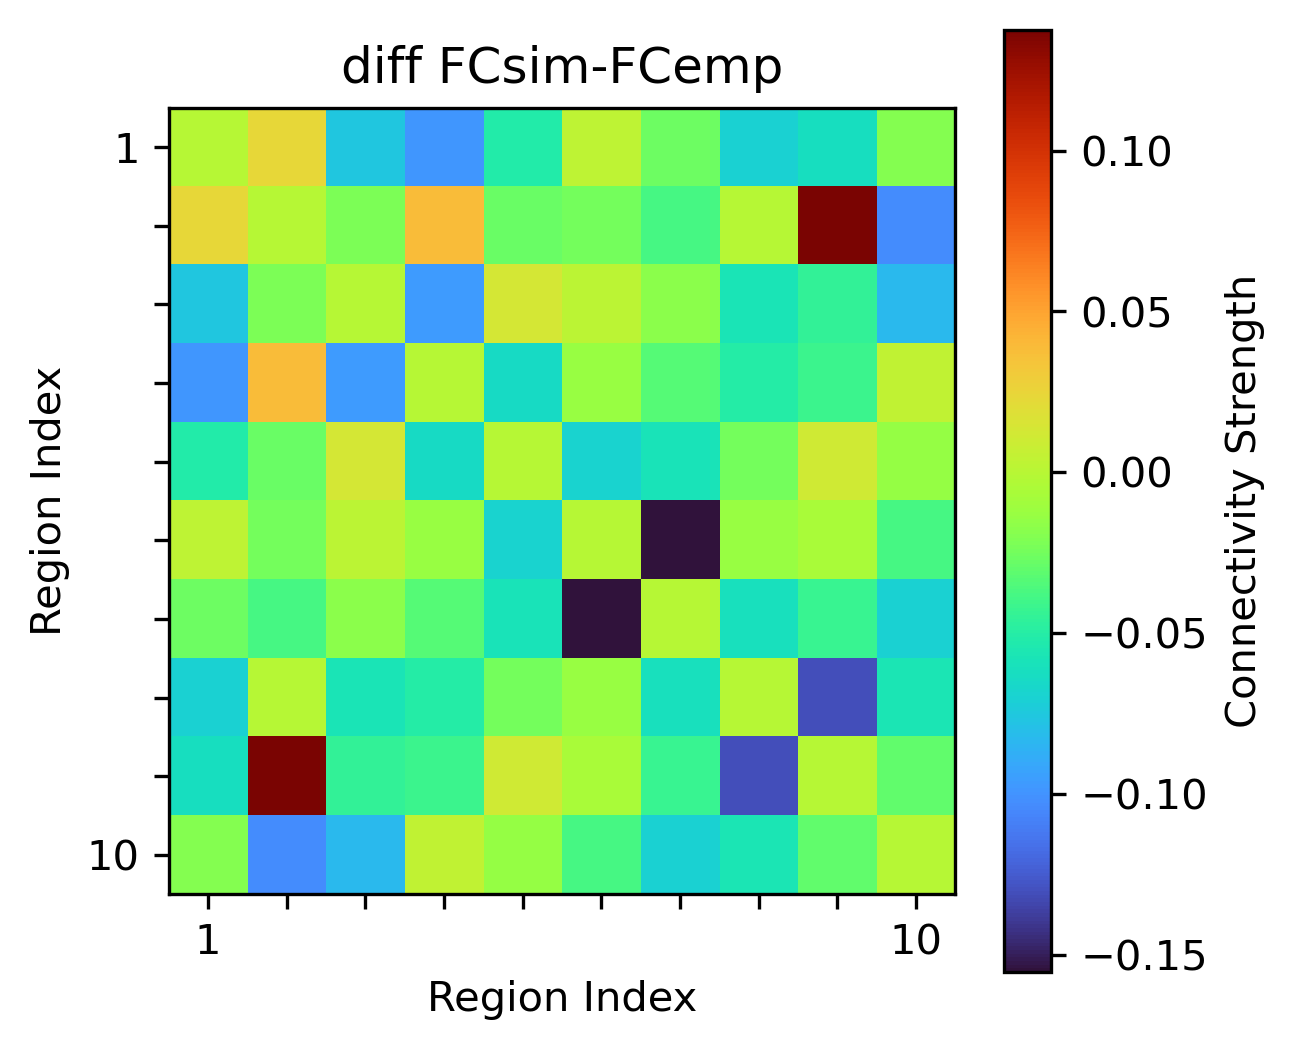 diff FCsim-FCemp
1
10
Region Index
1
10
Region Index
0.10
0.05
0.00
−0.05
−0.10
−0.15
Connectivity Strength